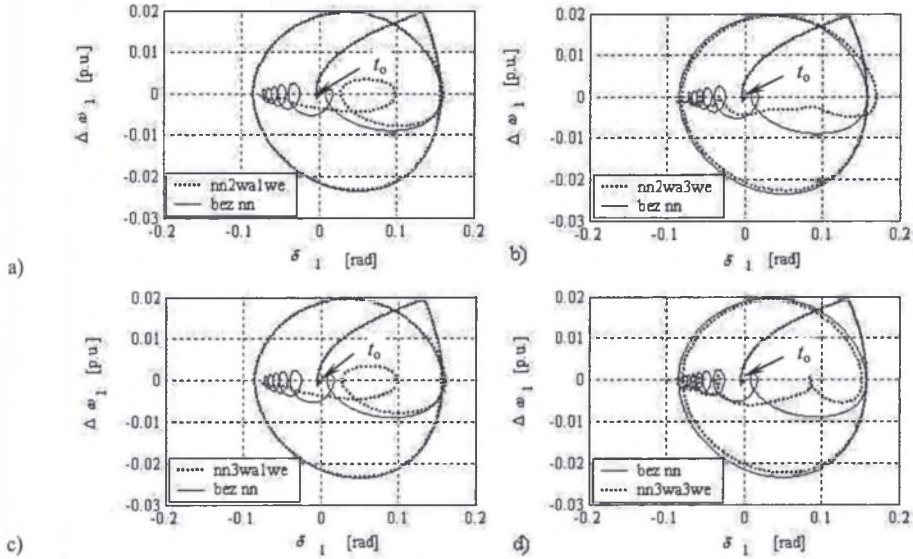 Δ ω 1 [p.u.]
0.02
0.01
0
-0.01
-0.02
-0.03
t₀
nn2wa1we
bez nn
-0.2 -0.1 0 0.1 0.2
δ 1 [rad]
a)
Δ ω 1 [p.u.]
0.02
0.01
0
-0.01
-0.02
-0.03
t₀
nn2wa3we
bez nn
-0.2 -0.1 0 0.1 0.2
δ 1 [rad]
b)
Δ ω 1 [p.u.]
0.02
0.01
0
-0.01
-0.02
-0.03
t₀
nn3wa1we
bez nn
-0.2 -0.1 0 0.1 0.2
δ 1 [rad]
c)
Δ ω 1 [p.u.]
0.02
0.01
0
-0.01
-0.02
-0.03
t₀
bez nn
nn3wa3we
-0.2 -0.1 0 0.1 0.2
δ 1 [rad]
d)